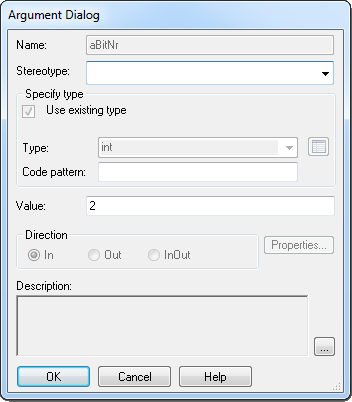 Argument Dialog
Name: aBitNr
Stereotype:
Specify type
Use existing type
Type: int
Code pattern:
Value: 2
Direction
In Out InOut Properties...
Description:
...
OK Cancel Help